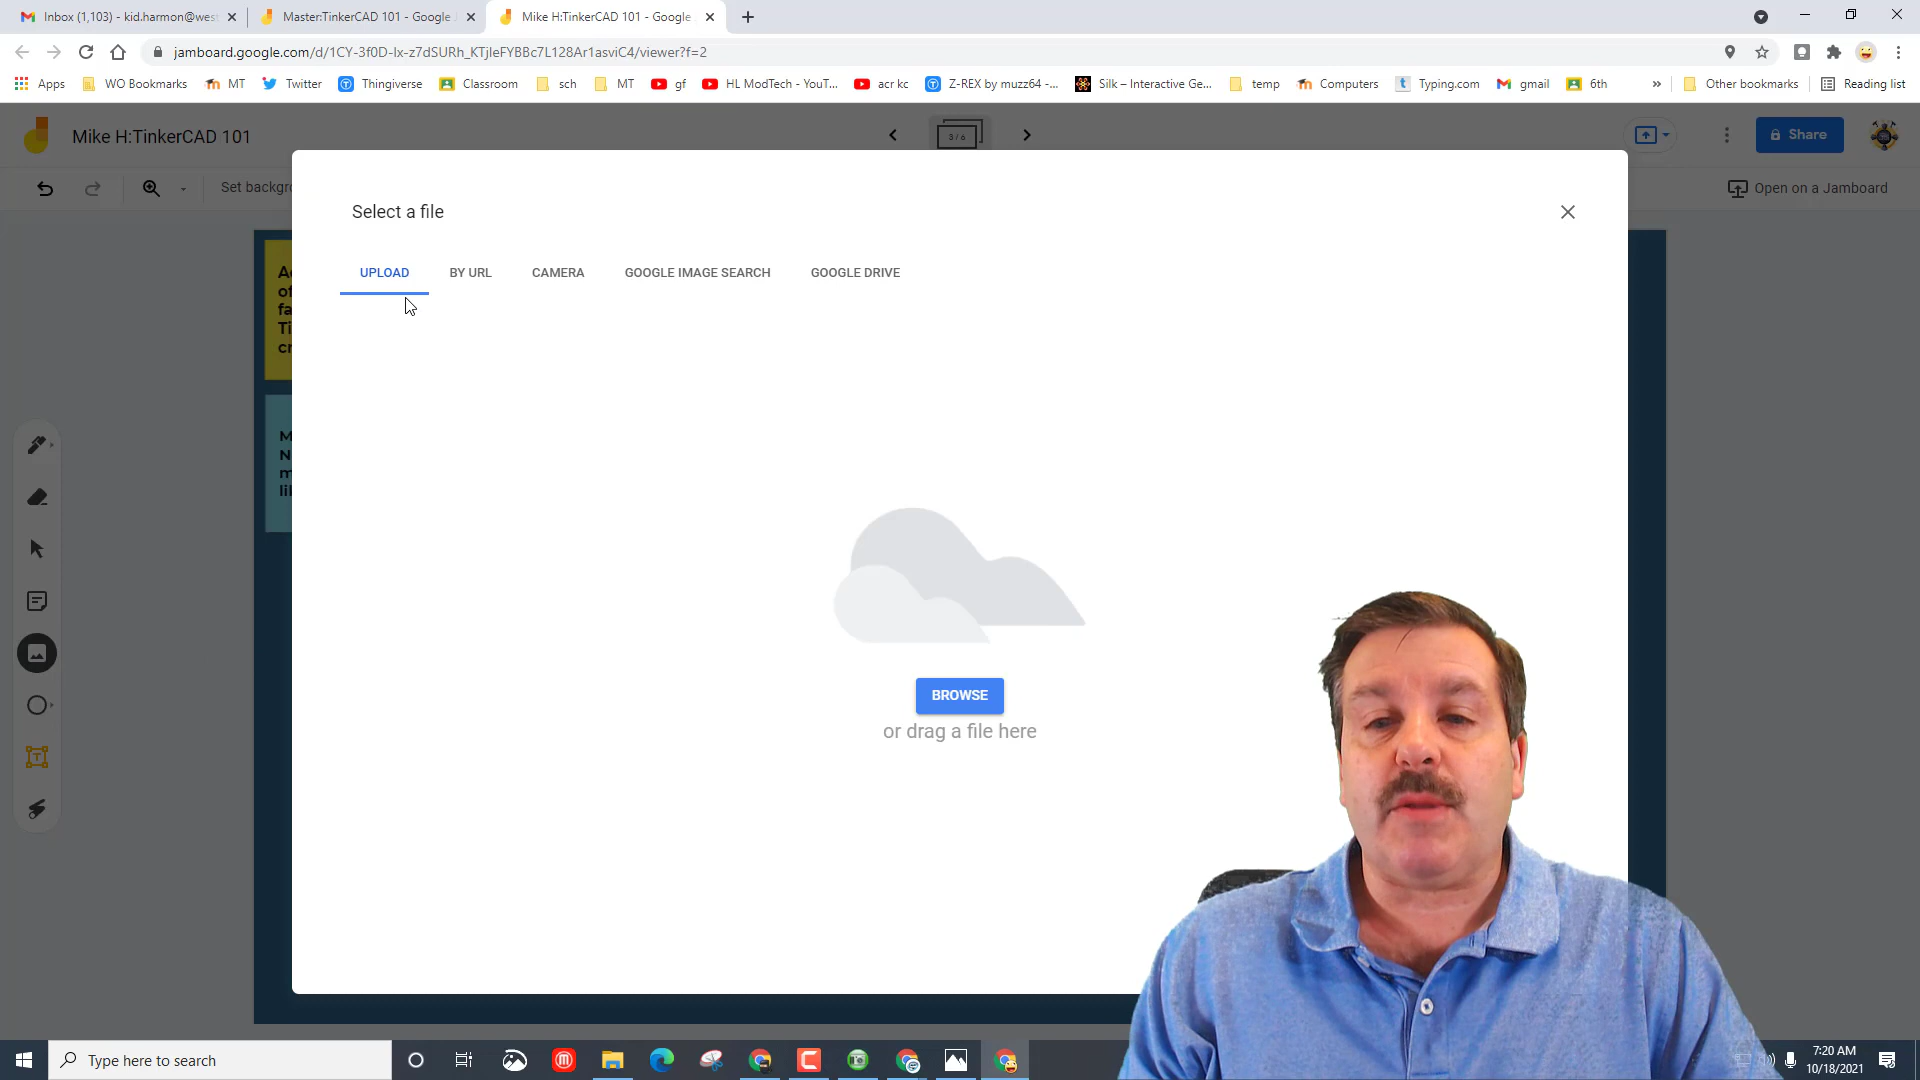 Inbox (1,103) - kid.harmon@wes
Master:TinkerCAD 101 - Google
Mike H:TinkerCAD 101 - Google
jamboard.google.com/d/1CY-3f0D-Ix-z7dSURh_KTjleFYBBc7L128Ar1asviC4/viewer?f=2
Apps
WO Bookmarks
MT
Twitter
Thingiverse
Classroom
sch
MT
gf
HL ModTech - YouT...
acr kc
Z-REX by muzz64 -...
Silk – Interactive Ge...
temp
Computers
Typing.com
gmail
6th
»
Other bookmarks
Reading list
Mike H:TinkerCAD 101
3 / 6
Share
Set backgro
Open on a Jamboard
Select a file
UPLOAD
BY URL
CAMERA
GOOGLE IMAGE SEARCH
GOOGLE DRIVE
BROWSE
or drag a file here
Type here to search
7:20 AM
10/18/2021